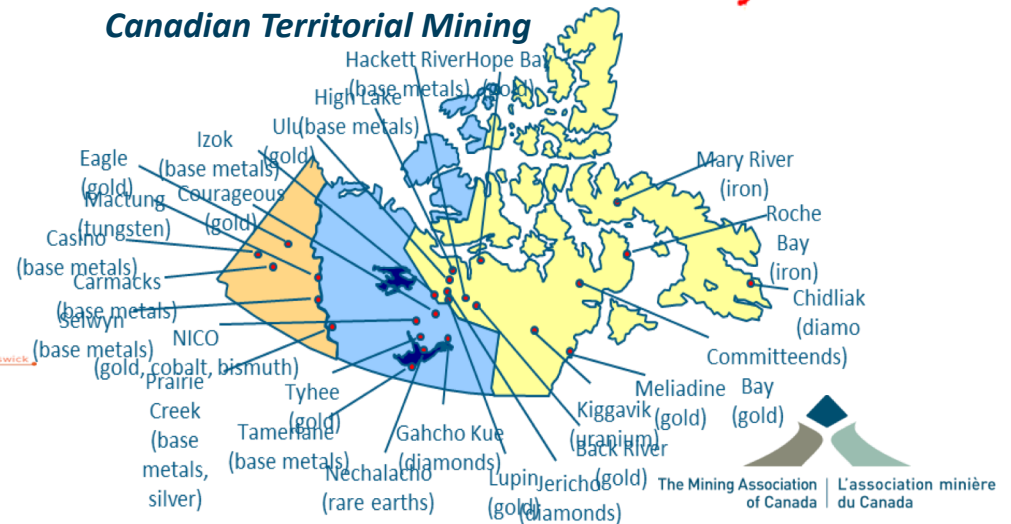 Canadian Territorial Mining
Hackett River
(base metals)
Hope Bay
(gold)
High Lake
(base metals)
Ulu
(gold)
Izok
(base metals)
Eagle
(gold)
Courageous
(gold)
Mactung
(tungsten)
Casino
(base metals)
Carmacks
(base metals)
Selwyn
(base metals)
NICO
(gold, cobalt, bismuth)
Prairie
Creek
(base
metals,
silver)
Tyhee
(gold)
Tamerlane
(base metals)
Nechalacho
(rare earths)
Gahcho Kue
(diamonds)
Lupin
(gold)
Jericho
(diamonds)
Back River
(gold)
Kiggavik
(uranium)
Meliadine
(gold)
Committee
Bay
(gold)
Chidliak
(diamo
nds)
Roche
Bay
(iron)
Mary River
(iron)
wick
The Mining Association
of Canada
L'association minière
du Canada